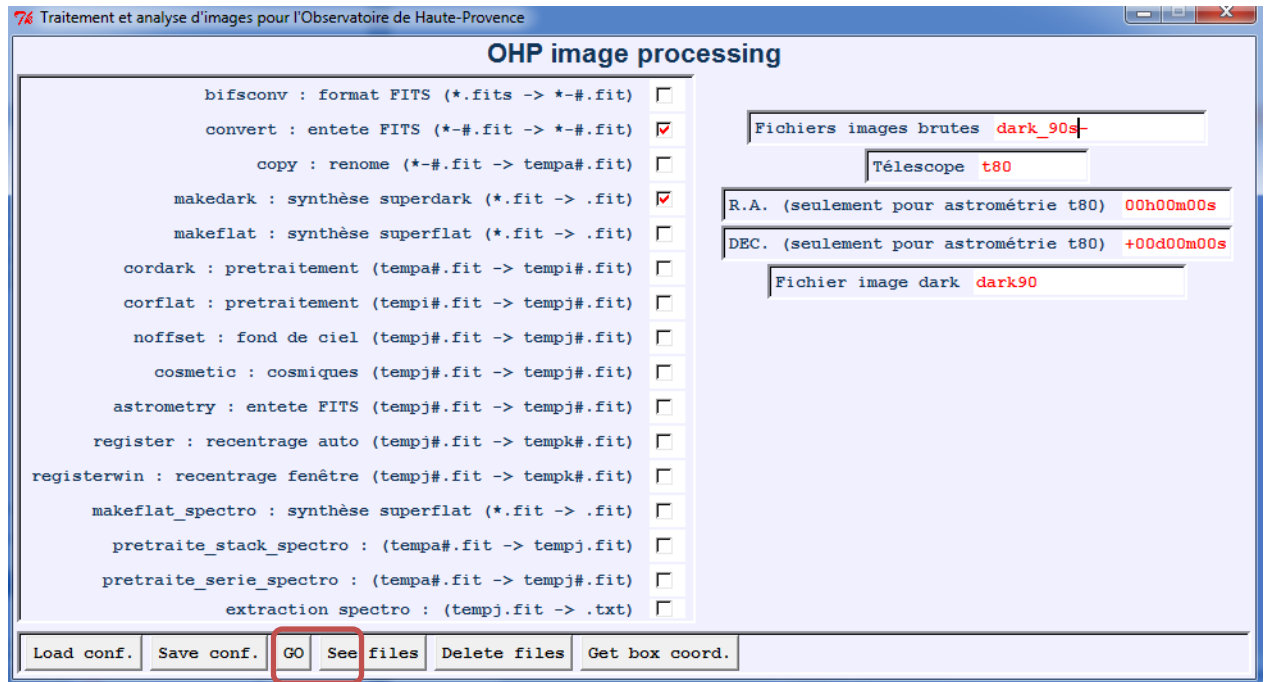 Traitement et analyse d'images pour l'Observatoire de Haute-Provence
OHP image processing
bifsconv : format FITS (*.fits -> *-#.fit)
convert : entete FITS (*-#.fit -> *-#.fit)
copy : renome (*-#.fit -> tempa#.fit)
makedark : synthèse superdark (*.fit -> .fit)
makeflat : synthèse superflat (*.fit -> .fit)
cordark : pretraitement (tempa#.fit -> tempi#.fit)
corflat : pretraitement (tempi#.fit -> tempj#.fit)
noffset : fond de ciel (tempj#.fit -> tempj#.fit)
cosmetic : cosmiques (tempj#.fit -> tempj#.fit)
astrometry : entete FITS (tempj#.fit -> tempj#.fit)
register : recentrage auto (tempj#.fit -> tempk#.fit)
registerwin : recentrage fenêtre (tempj#.fit -> tempk#.fit)
makeflat_spectro : synthèse superflat (*.fit -> .fit)
pretraite_stack_spectro : (tempa#.fit -> tempj.fit)
pretraite_serie_spectro : (tempa#.fit -> tempj#.fit)
extraction spectro : (tempj.fit -> .txt)
Fichiers images brutes dark_90s-
Télescope t80
R.A. (seulement pour astrométrie t80) 00h00m00s
DEC. (seulement pour astrométrie t80) +00d00m00s
Fichier image dark dark90
Load conf. Save conf. GO See files Delete files Get box coord.